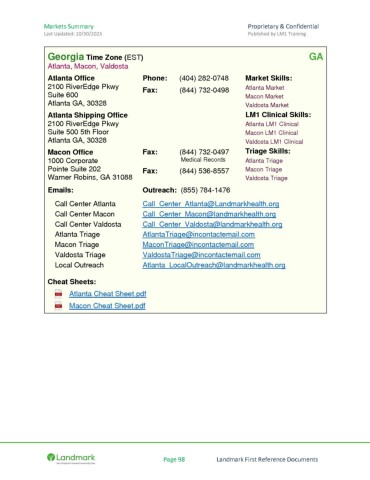 Markets Summary Proprietary & Confidential
Last Updated: 10/30/2023 Published by LM1 Training
Georgia Time Zone (EST) GA
Atlanta, Macon, Valdosta
Atlanta Office Phone: (404) 282-0748 Market Skills:
2100 RiverEdge Pkwy Fax: (844) 732-0498 Atlanta Market
Suite 600 Macon Market
Atlanta GA, 30328 Valdosta Market
Atlanta Shipping Office LM1 Clinical Skills:
2100 RiverEdge Pkwy Atlanta LM1 Clinical
Suite 500 5th Floor Macon LM1 Clinical
Atlanta GA, 30328 Valdosta LM1 Clinical
Macon Office Fax: (844) 732-0497 Triage Skills:
1000 Corporate Medical Records Atlanta Triage
Pointe Suite 202 Fax: (844) 536-8557 Macon Triage
Warner Robins, GA 31088 Valdosta Triage
Emails: Outreach: (855) 784-1476
Call Center Atlanta Call_Center_Atlanta@Landmarkhealth.org
Call Center Macon Call_Center_Macon@landmarkhealth.org
Call Center Valdosta Call_Center_Valdosta@landmarkhealth.org
Atlanta Triage AtlantaTriage@incontactemail.com
Macon Triage MaconTriage@incontactemail.com
Valdosta Triage ValdostaTriage@incontactemail.com
Local Outreach Atlanta_LocalOutreach@landmarkhealth.org
Cheat Sheets:
Atlanta Cheat Sheet.pdf
Macon Cheat Sheet.pdf
Landmark Page 98 Landmark First Reference Documents